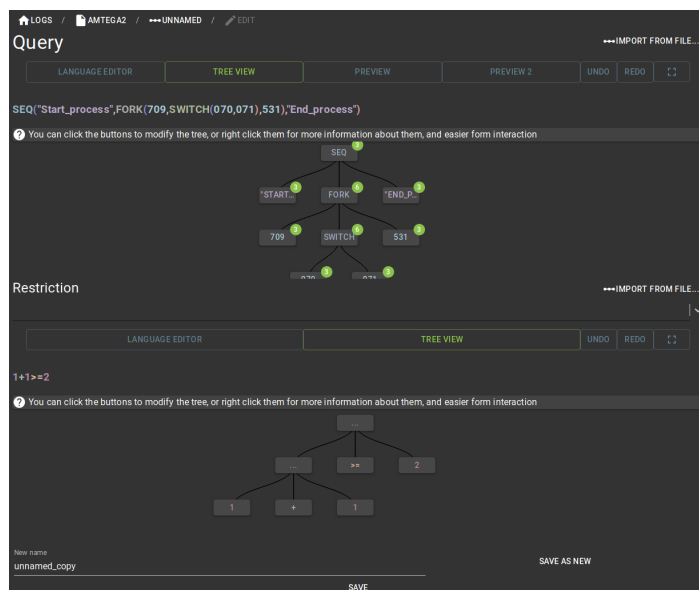 LOGS / AMTEGA2 / UNNAMED / EDIT
Query
IMPORT FROM FILE...
LANGUAGE EDITOR TREE VIEW PREVIEW PREVIEW 2 UNDO REDO
SEQ("Start_process",FORK(709,SWITCH(070,071),531),"End_process")
? You can click the buttons to modify the tree, or right click them for more information about them, and easier form interaction
SEQ 3
"START... 3 FORK 6 "END_P... 3
709 3 SWITCH 6 531 3
070 3 071 3
Restriction
IMPORT FROM FILE...
LANGUAGE EDITOR TREE VIEW UNDO REDO
1+1>=2
? You can click the buttons to modify the tree, or right click them for more information about them, and easier form interaction
...
... >= 2
1 + 1
New name
unnamed_copy
SAVE AS NEW
SAVE